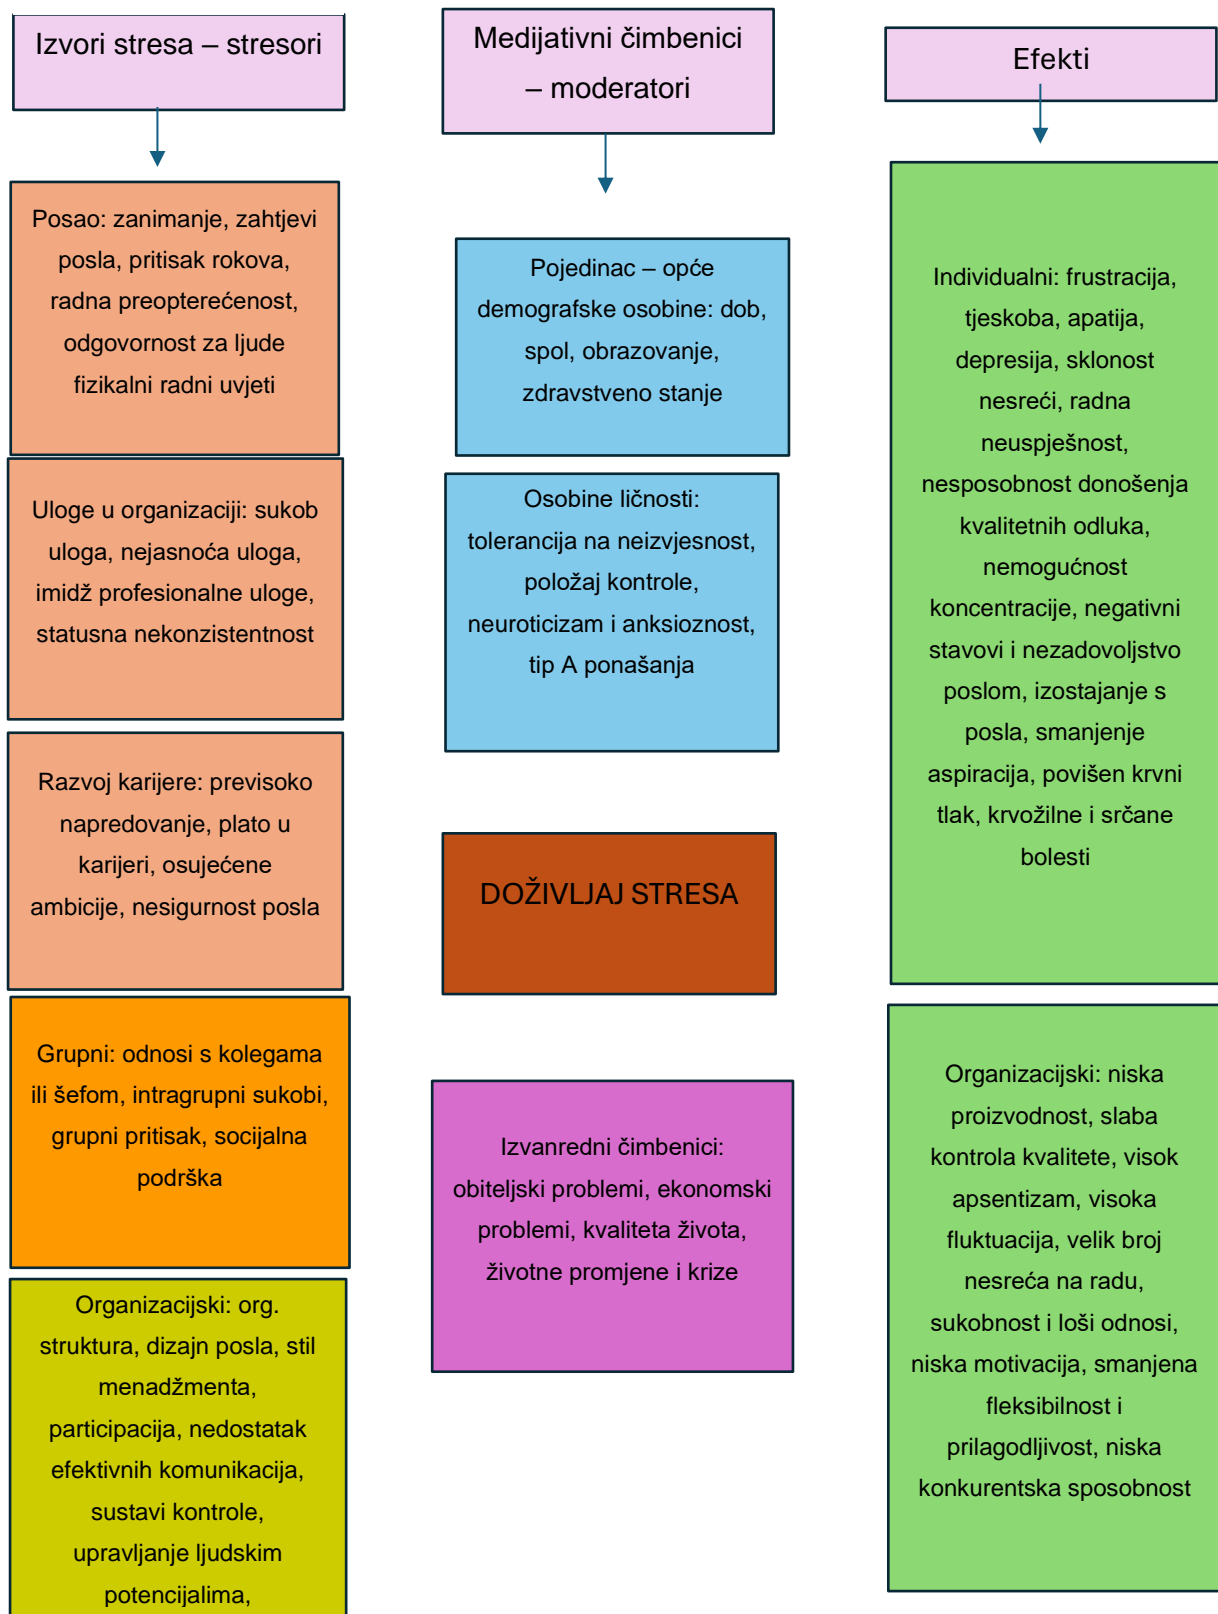 Izvori stresa – stresori
Posao: zanimanje, zahtjevi
posla, pritisak rokova,
radna preopterećenost,
odgovornost za ljude
fizikalni radni uvjeti
Uloge u organizaciji: sukob
uloga, nejasnoća uloga,
imidž profesionalne uloge,
statusna nekonzistentnost
Razvoj karijere: previsoko
napredovanje, plato u
karijeri, osujećene
ambicije, nesigurnost posla
Grupni: odnosi s kolegama
ili šefom, intragrupni sukobi,
grupni pritisak, socijalna
podrška
Organizacijski: org.
struktura, dizajn posla, stil
menadžmenta,
participacija, nedostatak
efektivnih komunikacija,
sustavi kontrole,
upravljanje ljudskim
potencijalima,
Medijativni čimbenici
– moderatori
Pojedinac – opće
demografske osobine: dob,
spol, obrazovanje,
zdravstveno stanje
Osobine ličnosti:
tolerancija na neizvjesnost,
položaj kontrole,
neuroticizam i anksioznost,
tip A ponašanja
DOŽIVLJAJ STRESA
Izvanredni čimbenici:
obiteljski problemi, ekonomski
problemi, kvaliteta života,
životne promjene i krize
Efekti
Individualni: frustracija,
tjeskoba, apatija,
depresija, sklonost
nesreći, radna
neuspješnost,
nesposobnost donošenja
kvalitetnih odluka,
nemogućnost
koncentracije, negativni
stavovi i nezadovoljstvo
poslom, izostajanje s
posla, smanjenje
aspiracija, povišen krvni
tlak, krvožilne i srčane
bolesti
Organizacijski: niska
proizvodnost, slaba
kontrola kvalitete, visok
apsentizam, visoka
fluktuacija, velik broj
nesreća na radu,
sukobnost i loši odnosi,
niska motivacija, smanjena
fleksibilnost i
prilagodljivost, niska
konkurentska sposobnost